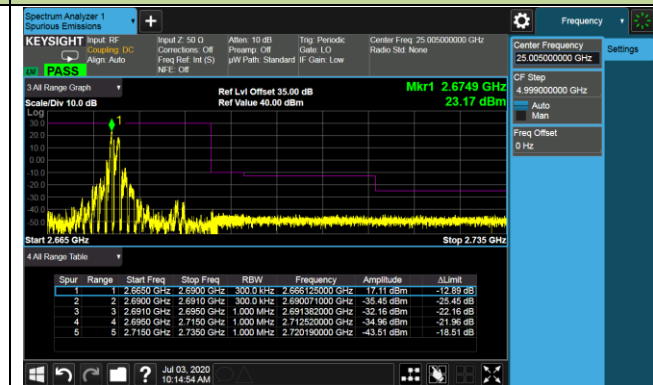 Spectrum Analyzer 1
Spurious Emissions
Frequency
KEYSIGHT Input: RF
Coupling: DC
Align: Auto
Input Z: 50 Ω
Corrections: Off
Freq Ref: Int (S)
NFE: Off
Atten: 10 dB
Preamp: Off
µW Path: Standard
Trig: Periodic
Gate: LO
IF Gain: Low
Center Freq: 25.005000000 GHz
Radio Std: None
PASS
Center Frequency
25.005000000 GHz
Settings
CF Step
4.999000000 GHz
Auto
Man
Freq Offset
0 Hz
3 All Range Graph
Scale/Div 10.0 dB
Ref Lvl Offset 35.00 dB
Ref Value 40.00 dBm
Mkr1 2.6749 GHz
23.17 dBm
Log
30.0
20.0
10.0
0.00
-10.0
-20.0
-30.0
-40.0
-50.0
1
Start 2.665 GHz Stop 2.735 GHz
4 All Range Table
Spur Range Start Freq Stop Freq RBW Frequency Amplitude ΔLimit
1 1 2.6650 GHz 2.6900 GHz 300.0 kHz 2.666125000 GHz 17.11 dBm -12.89 dB
2 2 2.6900 GHz 2.6910 GHz 300.0 kHz 2.690071000 GHz -35.45 dBm -25.45 dB
3 3 2.6910 GHz 2.6950 GHz 1.000 MHz 2.691382000 GHz -32.16 dBm -22.16 dB
4 4 2.6950 GHz 2.7150 GHz 1.000 MHz 2.712520000 GHz -34.96 dBm -21.96 dB
5 5 2.7150 GHz 2.7350 GHz 1.000 MHz 2.720190000 GHz -43.51 dBm -18.51 dB
Jul 03, 2020
10:14:54 AM